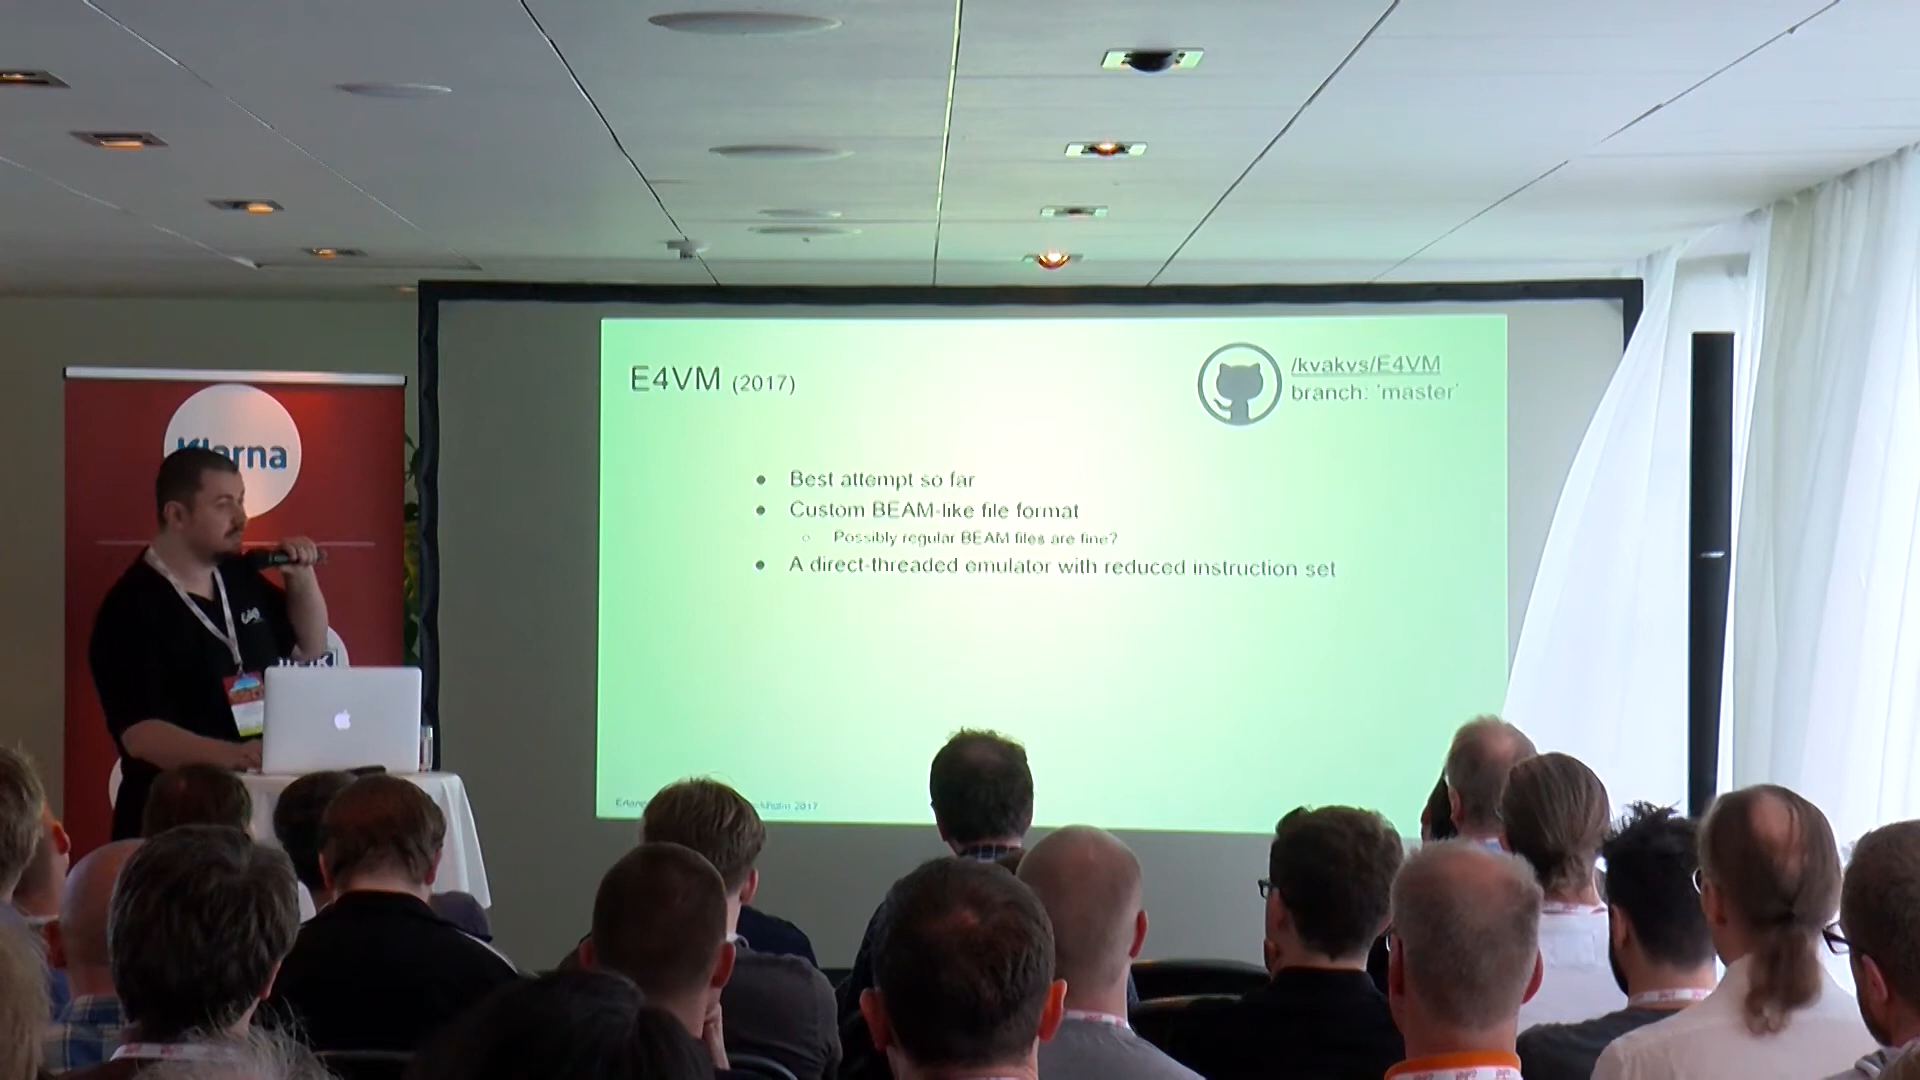 E4VM (2017)
/kvakvs/E4VM
branch: 'master'
● Best attempt so far
● Custom BEAM-like file format
○ Possibly regular BEAM files are fine?
● A direct-threaded emulator with reduced instruction set
2017
Klarna